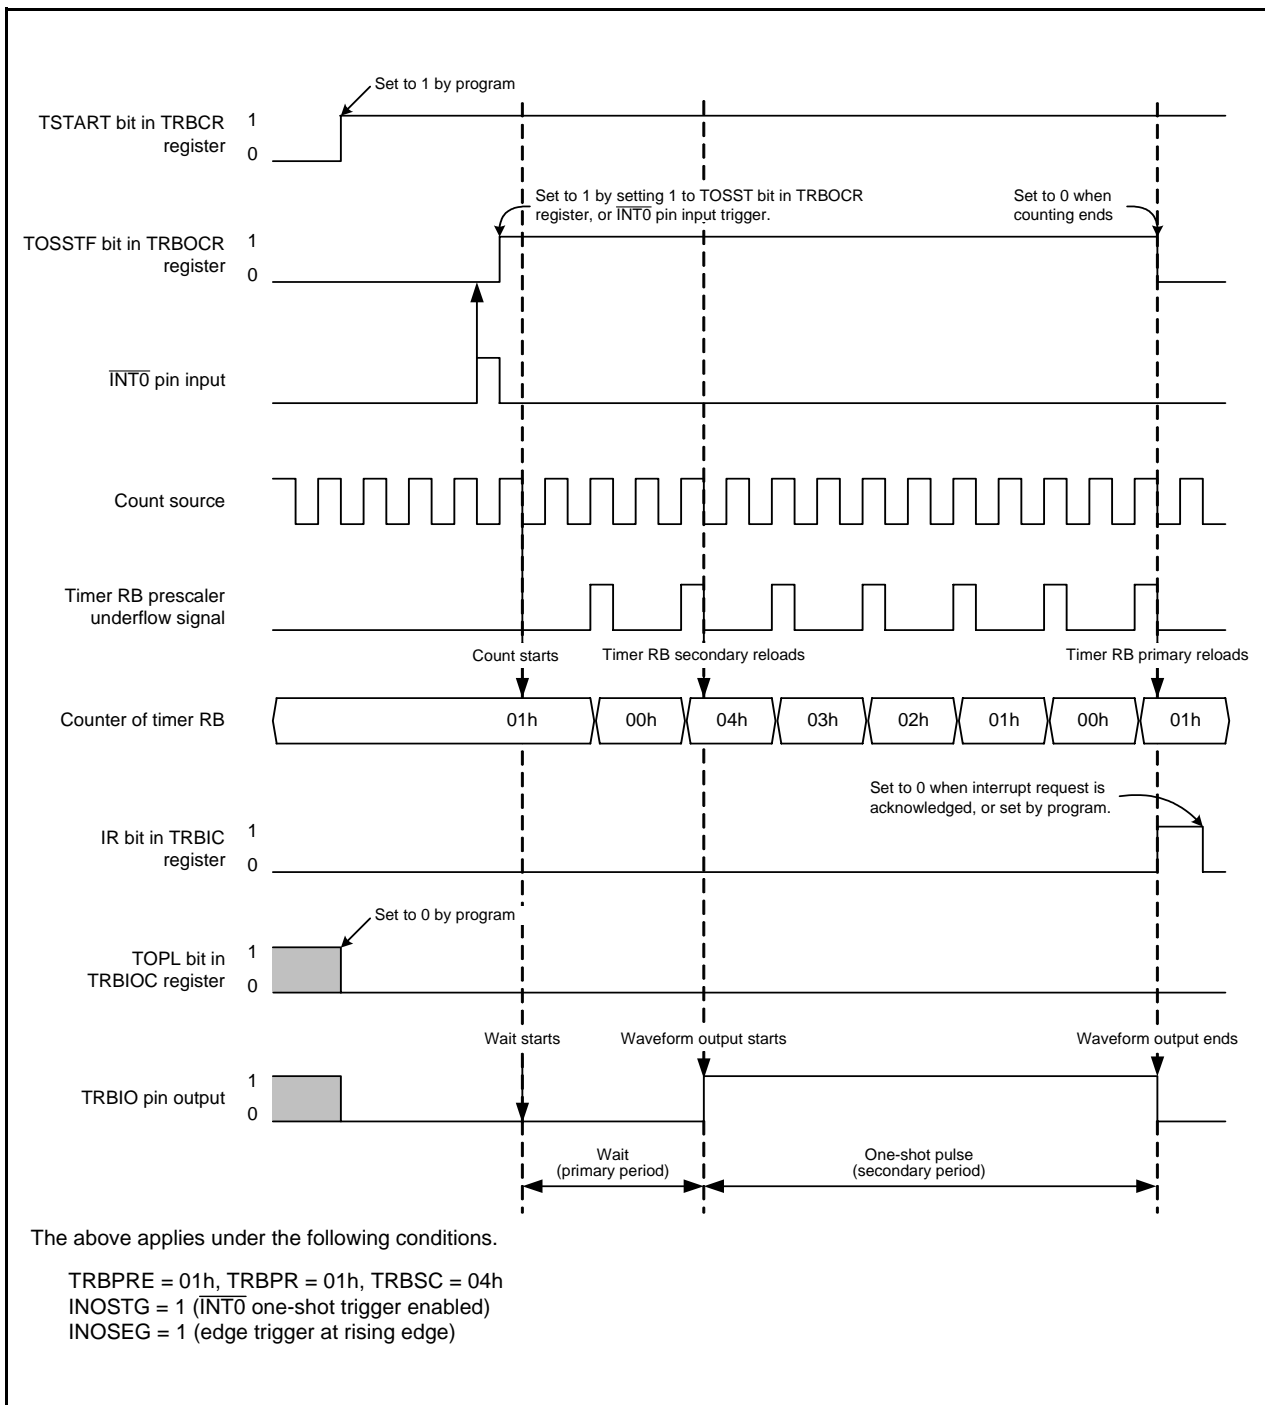 Set to 1 by program
TSTART bit in TRBCR
register
1
0
Set to 1 by setting 1 to TOSST bit in TRBOCR
register, or INT0 pin input trigger.
Set to 0 when
counting ends
TOSSTF bit in TRBOCR
register
1
0
INT0 pin input
Count source
Timer RB prescaler
underflow signal
Count starts
Timer RB secondary reloads
Timer RB primary reloads
Counter of timer RB
01h
00h
04h
03h
02h
01h
00h
01h
Set to 0 when interrupt request is
acknowledged, or set by program.
IR bit in TRBIC
register
1
0
Set to 0 by program
TOPL bit in
TRBIOC register
1
0
Wait starts
Waveform output starts
Waveform output ends
TRBIO pin output
1
0
Wait
(primary period)
One-shot pulse
(secondary period)
The above applies under the following conditions.
TRBPRE = 01h, TRBPR = 01h, TRBSC = 04h
INOSTG = 1 (INT0 one-shot trigger enabled)
INOSEG = 1 (edge trigger at rising edge)